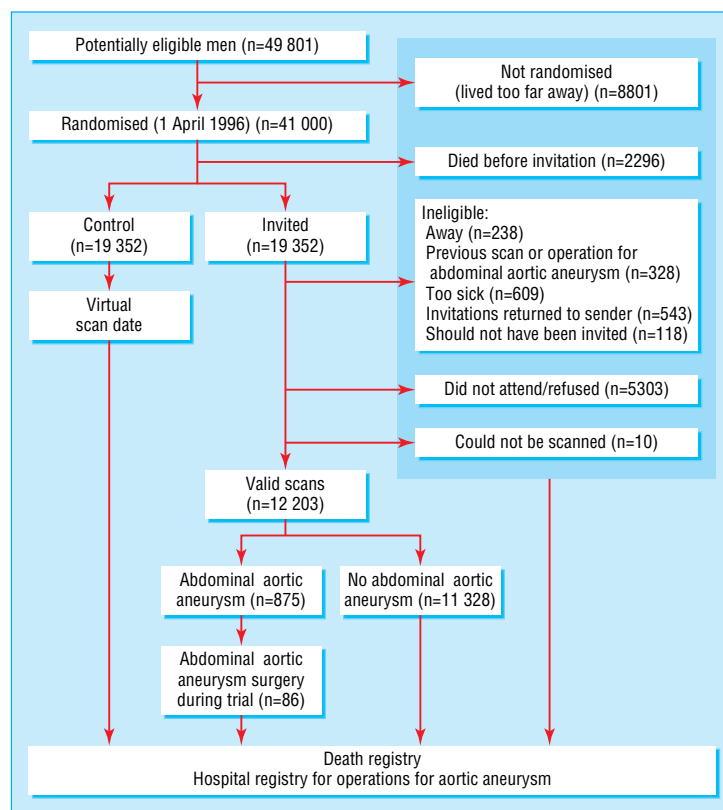 Potentially eligible men (n=49 801)
Not randomised
(lived too far away) (n=8801)
Randomised (1 April 1996) (n=41 000)
Died before invitation (n=2296)
Control
(n=19 352)
Invited
(n=19 352)
Ineligible:
Away (n=238)
Previous scan or operation for
abdominal aortic aneurysm (n=328)
Too sick (n=609)
Invitations returned to sender (n=543)
Should not have been invited (n=118)
Virtual
scan date
Did not attend/refused (n=5303)
Could not be scanned (n=10)
Valid scans
(n=12 203)
Abdominal aortic
aneurysm (n=875)
No abdominal aortic
aneurysm (n=11 328)
Abdominal aortic
aneurysm surgery
during trial (n=86)
Death registry
Hospital registry for operations for aortic aneurysm